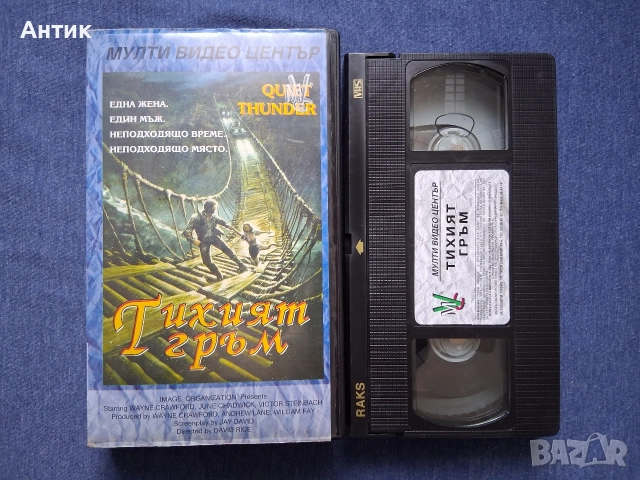 Антик
МУЛТИ ВИДЕО ЦЕНТЪР
QUIET
THUNDER
ЕДНА ЖЕНА.
ЕДИН МЪЖ.
НЕПОДХОДЯЩО ВРЕМЕ.
НЕПОДХОДЯЩО МЯСТО.
Тихият
гръм
IMAGE ORGANIZATION Presents
Starring WAYNE CRAWFORD, JUNE CHADWICK, VICTOR STEINBACH
Produced by WAYNE CRAWFORD, ANDREW LANE, WILLIAM FAY
Screenplay by JAY DAVID
Directed by DAVID RICE
VHS
RAKS
МУЛТИ ВИДЕО ЦЕНТЪР
ТИХИЯТ
ГРЪМ
BAZAR
bg